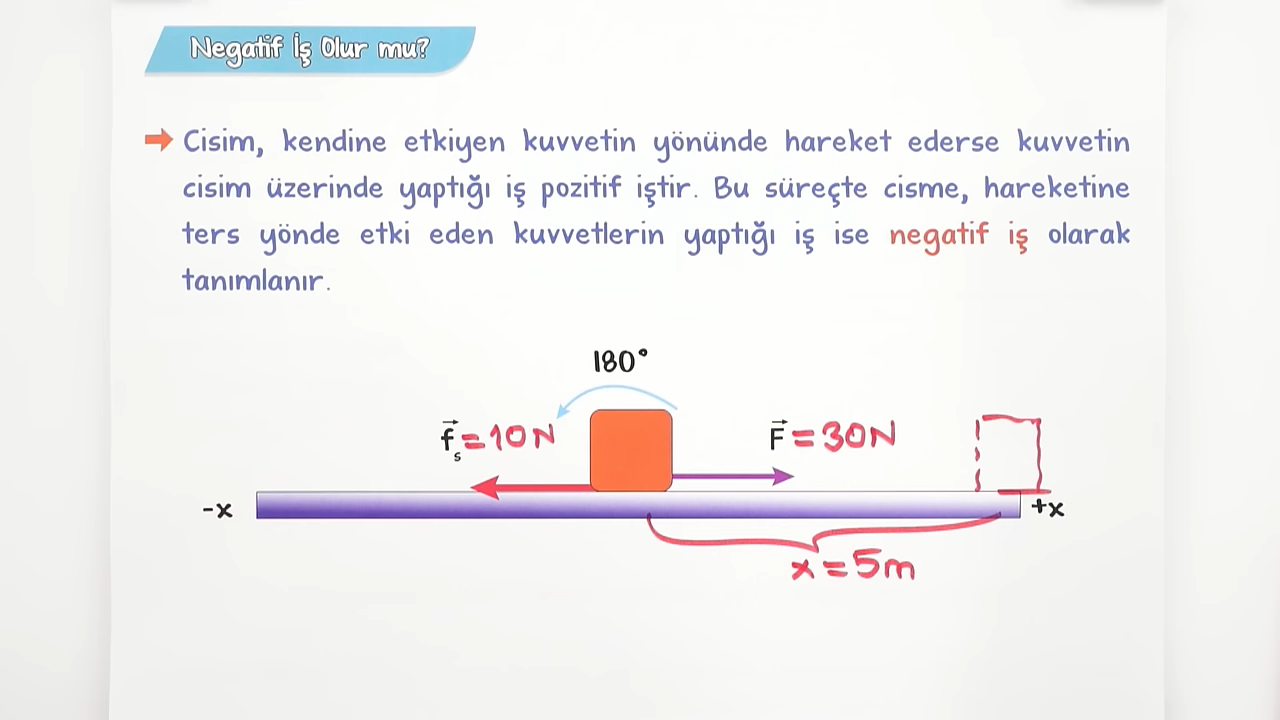 Negatif İş Olur mu?
Cisim, kendine etkiyen kuvvetin yönünde hareket ederse kuvvetin
cisim üzerinde yaptığı iş pozitif iştir. Bu süreçte cisme, hareketine
ters yönde etki eden kuvvetlerin yaptığı iş ise negatif iş olarak
tanımlanır.
180°
f⃗s = 10N
F⃗ = 30N
-x
+x
x = 5m